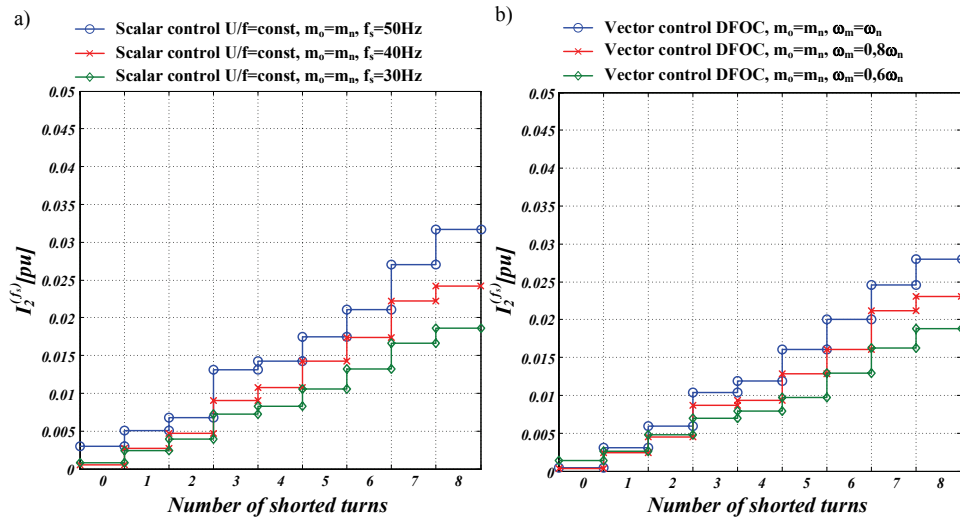 a)
Scalar control U/f=const, mₒ=mₙ, fₛ=50Hz
Scalar control U/f=const, mₒ=mₙ, fₛ=40Hz
Scalar control U/f=const, mₒ=mₙ, fₛ=30Hz
0.05
0.045
0.04
0.035
0.03
0.025
0.02
0.015
0.01
0.005
0
I₂^(fₛ)[pu]
0 1 2 3 4 5 6 7 8
Number of shorted turns
b)
Vector control DFOC, mₒ=mₙ, ωₘ=ωₙ
Vector control DFOC, mₒ=mₙ, ωₘ=0,8ωₙ
Vector control DFOC, mₒ=mₙ, ωₘ=0,6ωₙ
0.05
0.045
0.04
0.035
0.03
0.025
0.02
0.015
0.01
0.005
0
I₂^(fₛ)[pu]
0 1 2 3 4 5 6 7 8
Number of shorted turns